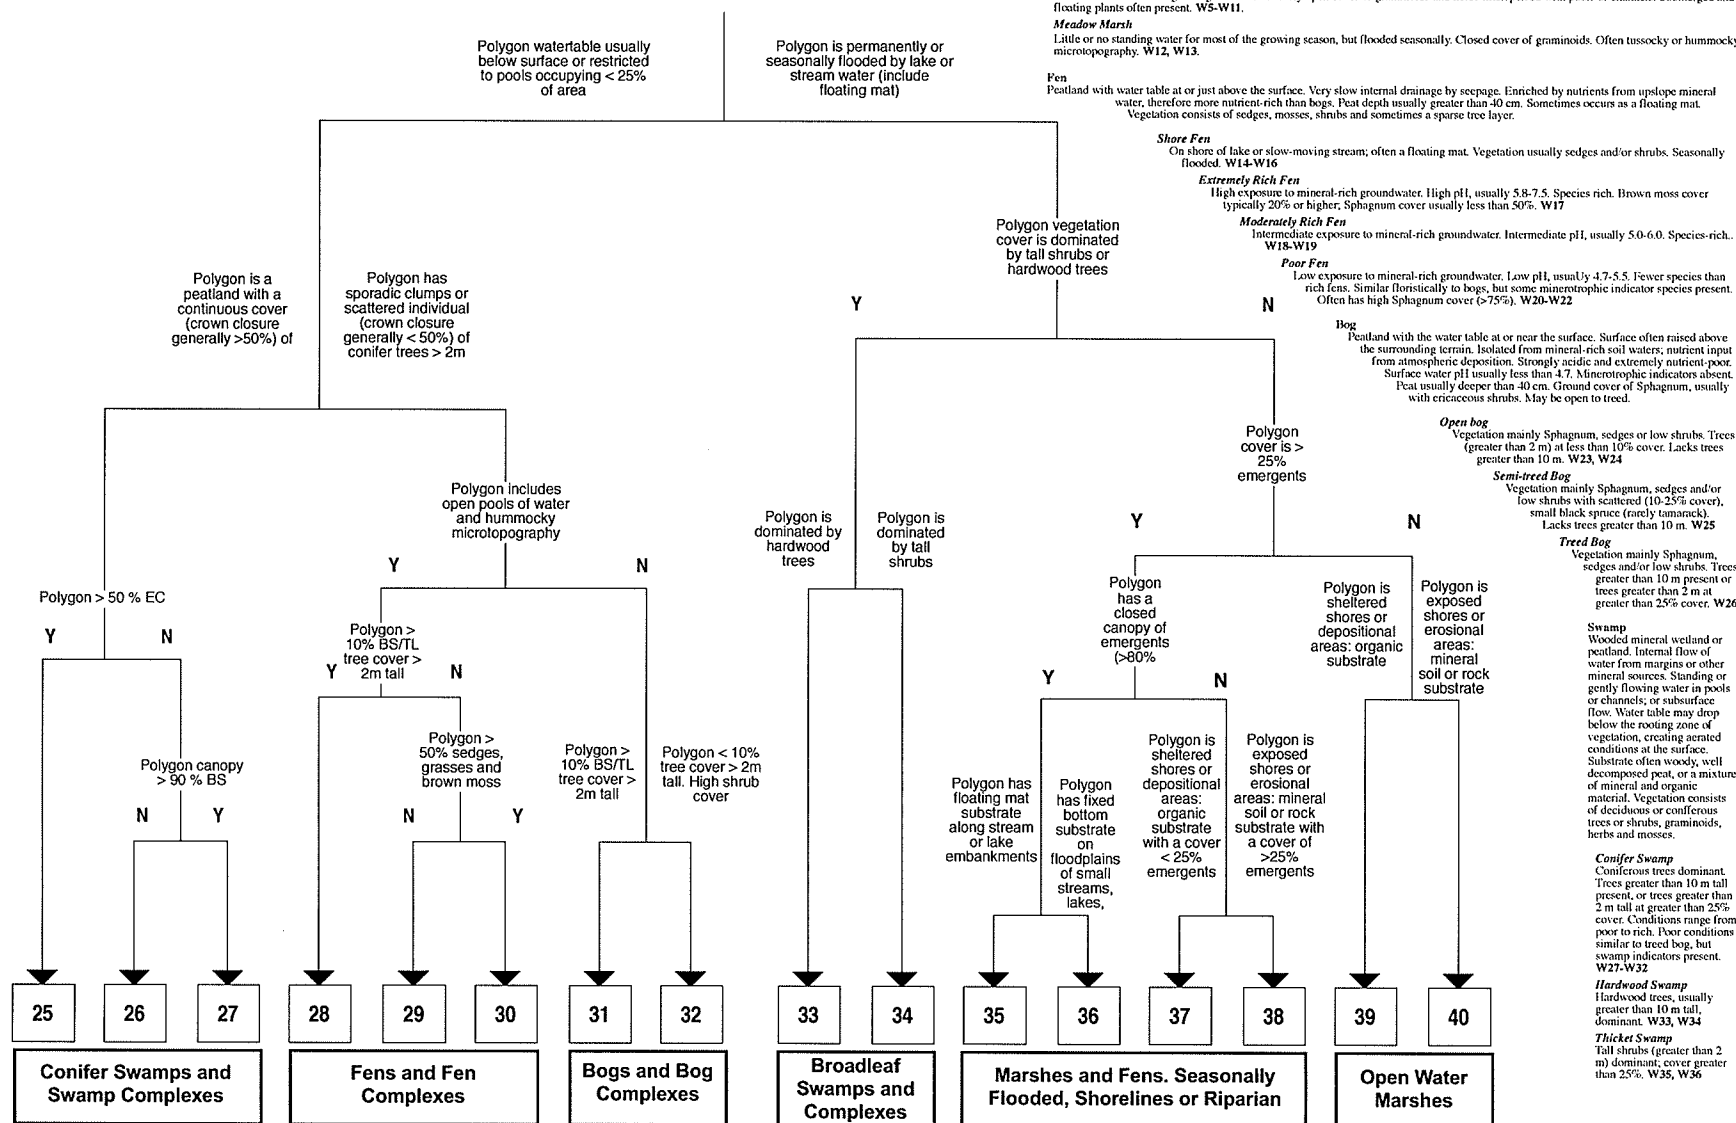 floating plants often present. W5-W11.
Meadow Marsh
Little or no standing water for most of the growing season, but flooded seasonally. Closed cover of graminoids. Often tussocky or hummocky
microtopography. W12, W13.
Fen
Peatland with water table at or just above the surface. Very slow internal drainage by seepage. Enriched by nutrients from upslope mineral
water, therefore more nutrient-rich than bogs. Peat depth usually greater than 40 cm. Sometimes occurs as a floating mat.
Vegetation consists of sedges, mosses, shrubs and sometimes a sparse tree layer.
Shore Fen
On shore of lake or slow-moving stream; often a floating mat. Vegetation usually sedges and/or shrubs. Seasonally
flooded. W14-W16
Extremely Rich Fen
High exposure to mineral-rich groundwater. High pH, usually 5.8-7.5. Species rich. Brown moss cover
typically 20% or higher; Sphagnum cover usually less than 50%. W17
Moderately Rich Fen
Intermediate exposure to mineral-rich groundwater. Intermediate pH, usually 5.0-6.0. Species-rich..
W18-W19
Poor Fen
Low exposure to mineral-rich groundwater. Low pH, usualUy 4.7-5.5. Fewer species than
rich fens. Similar floristically to bogs, but some minerotrophic indicator species present.
Often has high Sphagnum cover (>75%). W20-W22
Bog
Peatland with the water table at or near the surface. Surface often raised above
the surrounding terrain. Isolated from mineral-rich soil waters; nutrient input
from atmospheric deposition. Strongly acidic and extremely nutrient-poor.
Surface water pH usually less than 4.7. Minerotrophic indicators absent.
Peat usually deeper than 40 cm. Ground cover of Sphagnum, usually
with ericaceous shrubs. May be open to treed.
Open bog
Vegetation mainly Sphagnum, sedges or low shrubs. Trees
(greater than 2 m) at less than 10% cover. Lacks trees
greater than 10 m. W23, W24
Semi-treed Bog
Vegetation mainly Sphagnum, sedges and/or
low shrubs with scattered (10-25% cover),
small black spruce (rarely tamarack).
Lacks trees greater than 10 m. W25
Treed Bog
Vegetation mainly Sphagnum,
sedges and/or low shrubs. Trees
greater than 10 m present or
trees greater than 2 m at
greater than 25% cover. W26
Swamp
Wooded mineral wetland or
peatland. Internal flow of
water from margins or other
mineral sources. Standing or
gently flowing water in pools
or channels; or subsurface
flow. Water table may drop
below the rooting zone of
vegetation, creating aerated
conditions at the surface.
Substrate often woody, well
decomposed peat, or a mixture
of mineral and organic
material. Vegetation consists
of deciduous or coniferous
trees or shrubs, graminoids,
herbs and mosses.
Conifer Swamp
Coniferous trees dominant.
Trees greater than 10 m tall
present, or trees greater than
2 m tall at greater than 25%
cover. Conditions range from
poor to rich. Poor conditions
similar to treed bog, but
swamp indicators present.
W27-W32
Hardwood Swamp
Hardwood trees, usually
greater than 10 m tall,
dominant. W33, W34
Thicket Swamp
Tall shrubs (greater than 2
m) dominant; cover greater
than 25%. W35, W36
Polygon watertable usually
below surface or restricted
to pools occupying < 25%
of area
Polygon is permanently or
seasonally flooded by lake or
stream water (include
floating mat)
Polygon is a
peatland with a
continuous cover
(crown closure
generally >50%) of
Polygon has
sporadic clumps or
scattered individual
(crown closure
generally < 50%) of
conifer trees > 2m
Polygon vegetation
cover is dominated
by tall shrubs or
hardwood trees
Y
N
Polygon > 50 % EC
Y
N
Polygon canopy
> 90 % BS
N
Y
Polygon includes
open pools of water
and hummocky
microtopography
Y
N
Polygon >
10% BS/TL
tree cover >
2m tall
Y
N
Polygon >
50% sedges,
grasses and
brown moss
N
Y
Polygon >
10% BS/TL
tree cover >
2m tall
Polygon < 10%
tree cover > 2m
tall. High shrub
cover
Polygon is
dominated by
hardwood
trees
Polygon is
dominated
by tall
shrubs
Polygon
cover is >
25%
emergents
Y
N
Polygon
has a
closed
canopy of
emergents
(>80%
Y
N
Polygon has
floating mat
substrate
along stream
or lake
embankments
Polygon
has fixed
bottom
substrate
on
floodplains
of small
streams,
lakes,
Polygon is
sheltered
shores or
depositional
areas:
organic
substrate
with a cover
< 25%
emergents
Polygon is
exposed
shores or
erosional
areas: mineral
soil or rock
substrate with
a cover of
>25%
emergents
Polygon is
sheltered
shores or
depositional
areas: organic
substrate
Polygon is
exposed
shores or
erosional
areas:
mineral
soil or rock
substrate
25 26 27 28 29 30 31 32 33 34 35 36 37 38 39 40
Conifer Swamps and
Swamp Complexes
Fens and Fen
Complexes
Bogs and Bog
Complexes
Broadleaf
Swamps and
Complexes
Marshes and Fens. Seasonally
Flooded, Shorelines or Riparian
Open Water
Marshes